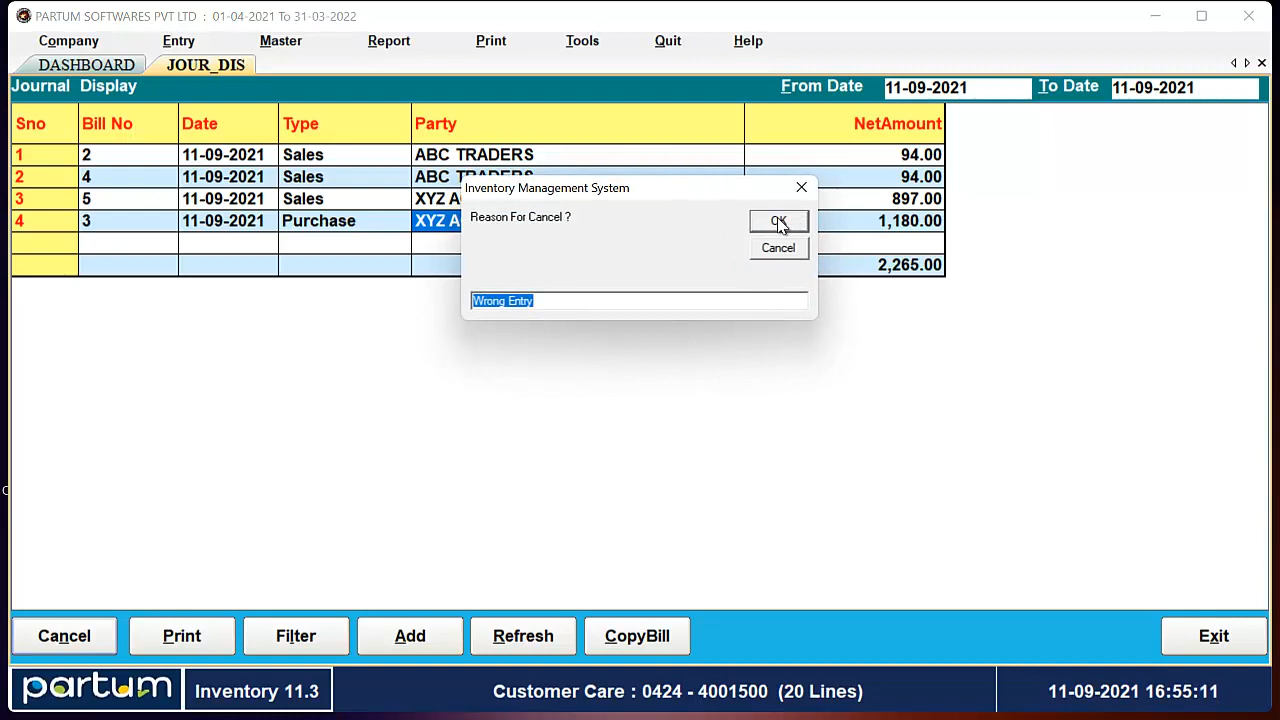 PARTUM SOFTWARES PVT LTD : 01-04-2021 To 31-03-2022
Company Entry Master Report Print Tools Quit Help
DASHBOARD JOUR_DIS
Journal Display From Date 11-09-2021 To Date 11-09-2021
Sno Bill No Date Type Party NetAmount
1 2 11-09-2021 Sales ABC TRADERS 94.00
2 4 11-09-2021 Sales ABC TRADERS 94.00
3 5 11-09-2021 Sales XYZ 897.00
4 3 11-09-2021 Purchase XYZ 1,180.00
2,265.00
Inventory Management System
Reason For Cancel ?
OK
Cancel
Wrong Entry
Cancel Print Filter Add Refresh CopyBill Exit
partum Inventory 11.3 Customer Care : 0424 - 4001500 (20 Lines) 11-09-2021 16:55:11